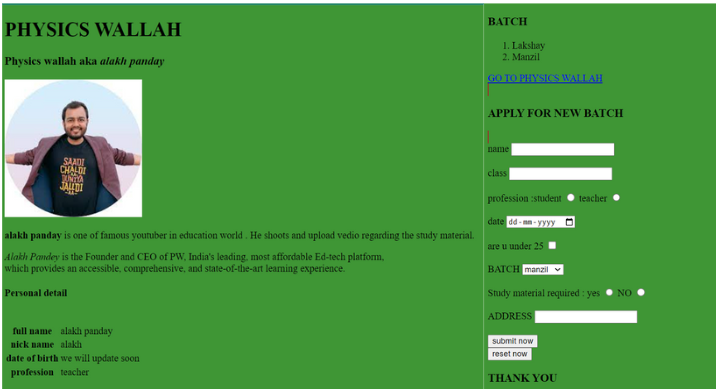 PHYSICS WALLAH
Physics wallah aka alakh panday
SAADI
CHALDI
DUNIYA
JALDI
alakh panday is one of famous youtuber in education world . He shoots and upload vedio regarding the study material.
Alakh Pandey is the Founder and CEO of PW, India's leading, most affordable Ed-tech platform,
which provides an accessible, comprehensive, and state-of-the-art learning experience.
Personal detail
full name alakh panday
nick name alakh
date of birth we will update soon
profession teacher
BATCH
1. Lakshay
2. Manzil
GO TO PHYSICS WALLAH
APPLY FOR NEW BATCH
name
class
profession :student teacher
date dd-mm-yyyy
are u under 25
BATCH manzil
Study material required : yes NO
ADDRESS
submit now
reset now
THANK YOU